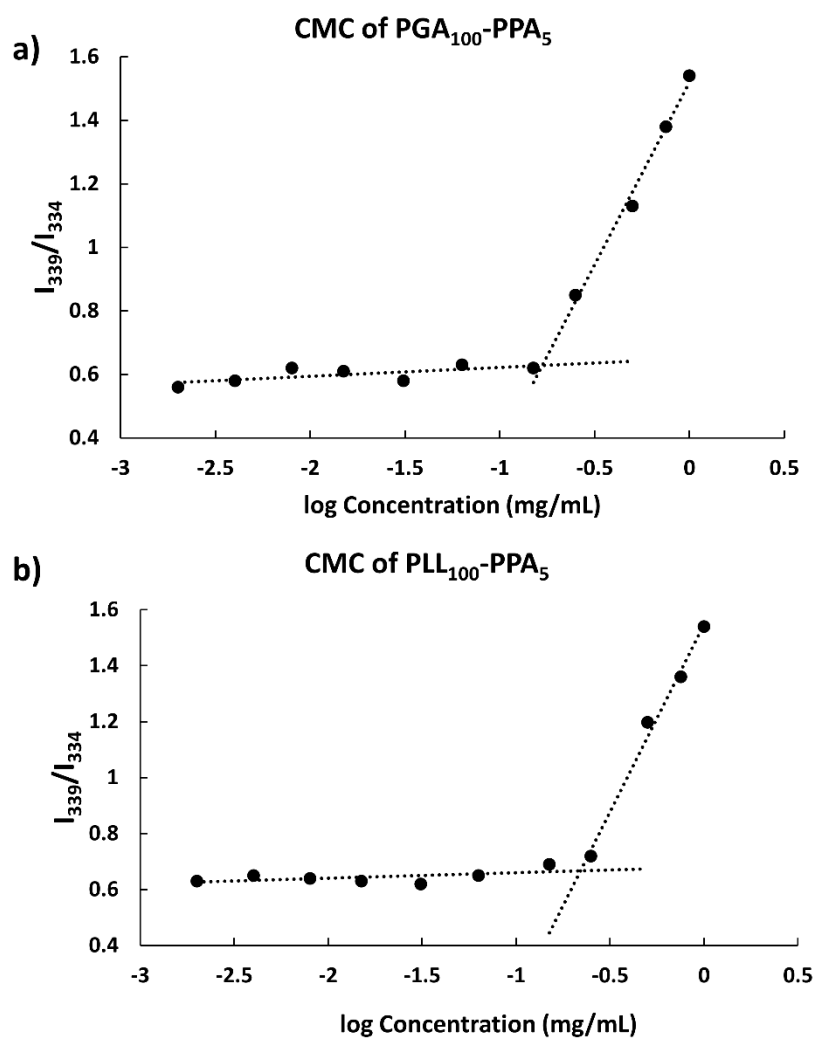 a)
CMC of PGA₁₀₀-PPA₅
1.6
1.4
1.2
1
0.8
0.6
0.4
I₃₃₉/I₃₃₄
-3 -2.5 -2 -1.5 -1 -0.5 0 0.5
log Concentration (mg/mL)
b)
CMC of PLL₁₀₀-PPA₅
1.6
1.4
1.2
1
0.8
0.6
0.4
I₃₃₉/I₃₃₄
-3 -2.5 -2 -1.5 -1 -0.5 0 0.5
log Concentration (mg/mL)